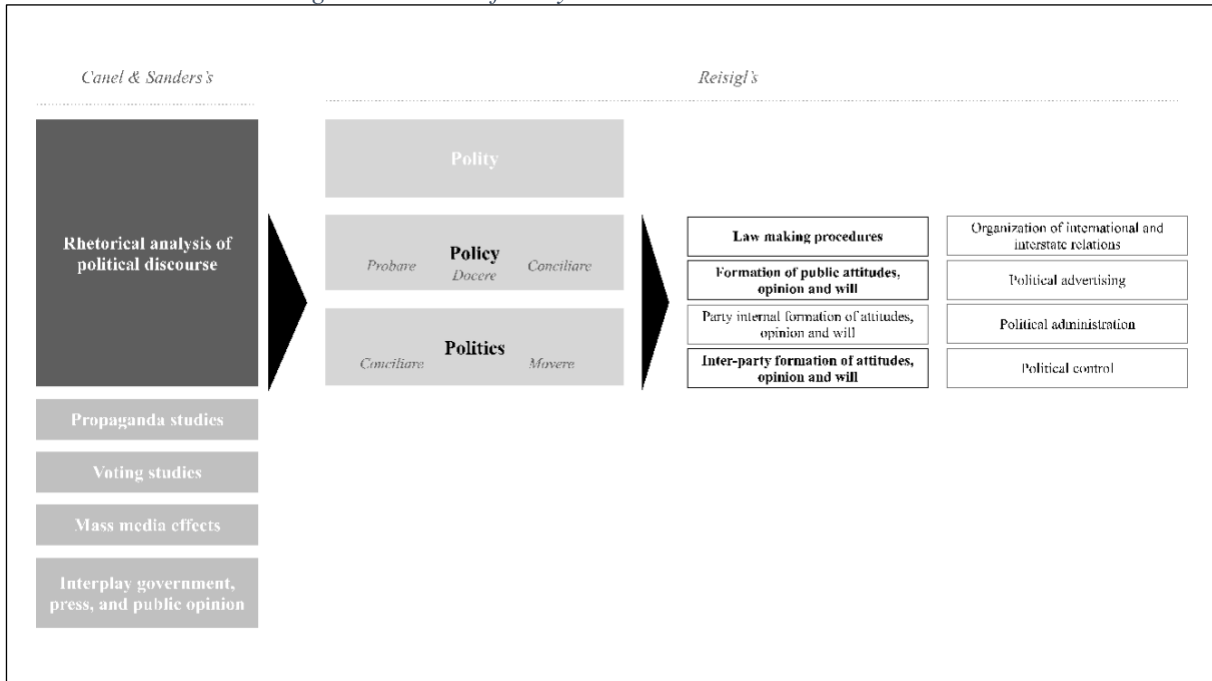 Canel & Sanders's
Reisigl's
Rhetorical analysis of
political discourse
Propaganda studies
Voting studies
Mass media effects
Interplay government,
press, and public opinion
Polity
Policy
Probare
Docere
Conciliare
Politics
Conciliare
Movere
Law making procedures
Formation of public attitudes,
opinion and will
Party internal formation of attitudes,
opinion and will
Inter-party formation of attitudes,
opinion and will
Organization of international and
interstate relations
Political advertising
Political administration
Political control